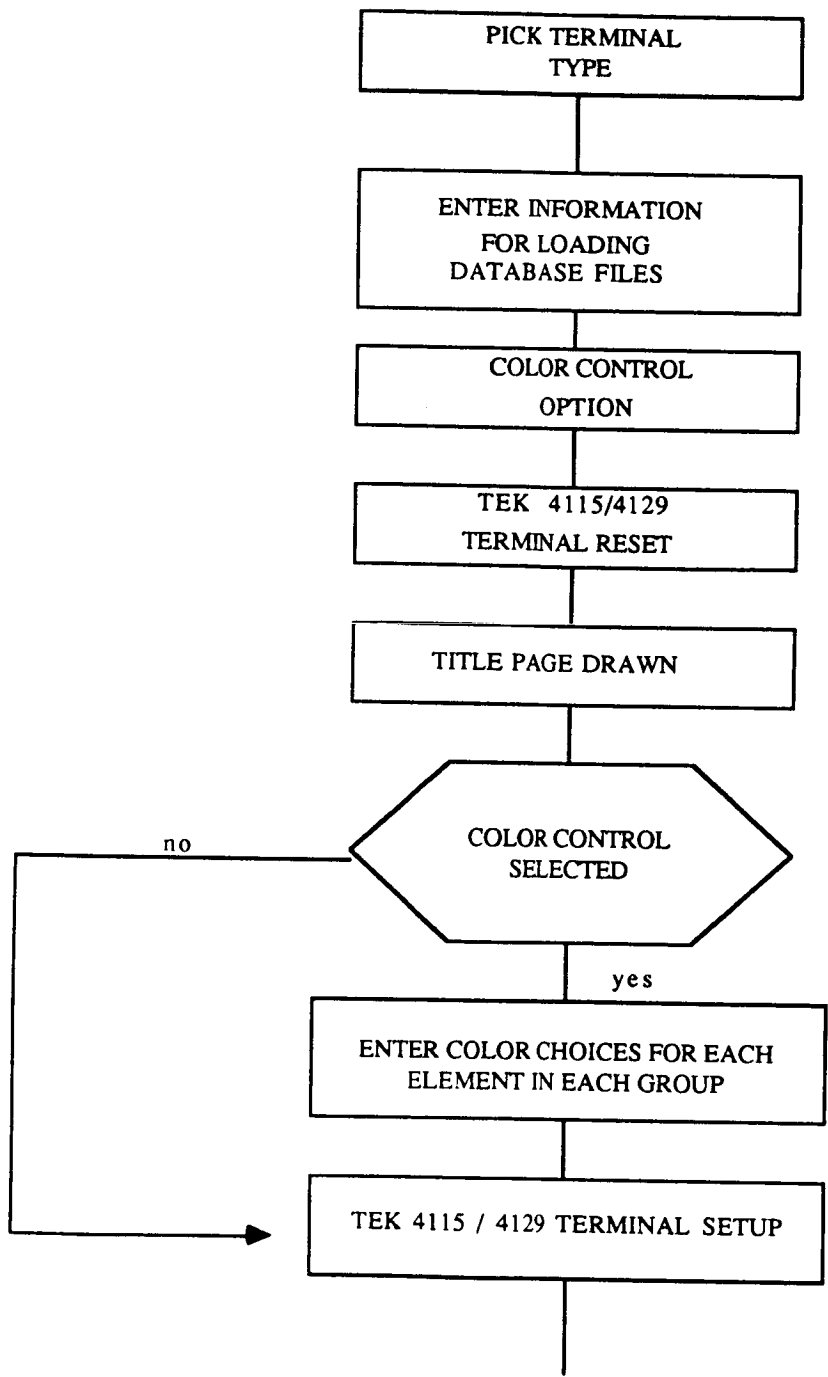 PICK TERMINAL
TYPE
ENTER INFORMATION
FOR LOADING
DATABASE FILES
COLOR CONTROL
OPTION
TEK 4115/4129
TERMINAL RESET
TITLE PAGE DRAWN
COLOR CONTROL
SELECTED
no
yes
ENTER COLOR CHOICES FOR EACH
ELEMENT IN EACH GROUP
TEK 4115 / 4129 TERMINAL SETUP